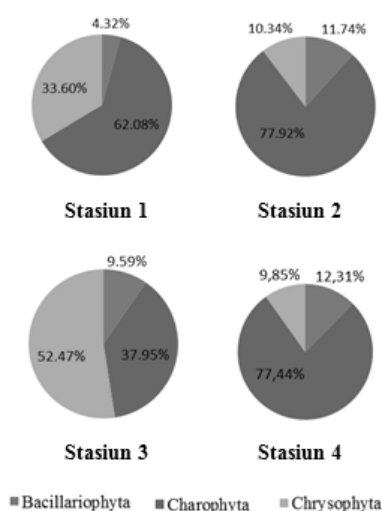 4.32%
33.60%
62.08%
Stasiun 1
10.34% 11.74%
77.92%
Stasiun 2
9.59%
52.47% 37.95%
Stasiun 3
9,85% 12,31%
77,44%
Stasiun 4
Bacillariophyta Charophyta Chrysophyta